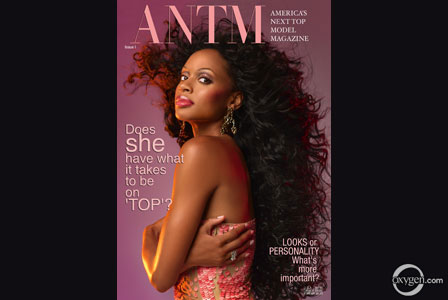 ANTM
AMERICA'S
NEXT TOP
MODEL
MAGAZINE
Issue 1
Does
she
have what
it takes
to be
on
'TOP'?
LOOKS or
PERSONALITY
What's
more
important?
oxygen.com